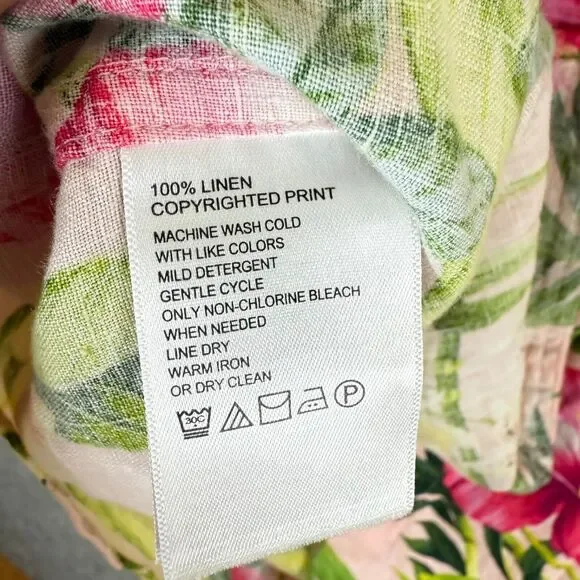 100% LINEN
COPYRIGHTED PRINT
MACHINE WASH COLD
WITH LIKE COLORS
MILD DETERGENT
GENTLE CYCLE
ONLY NON-CHLORINE BLEACH
WHEN NEEDED
LINE DRY
WARM IRON
OR DRY CLEAN
30C P